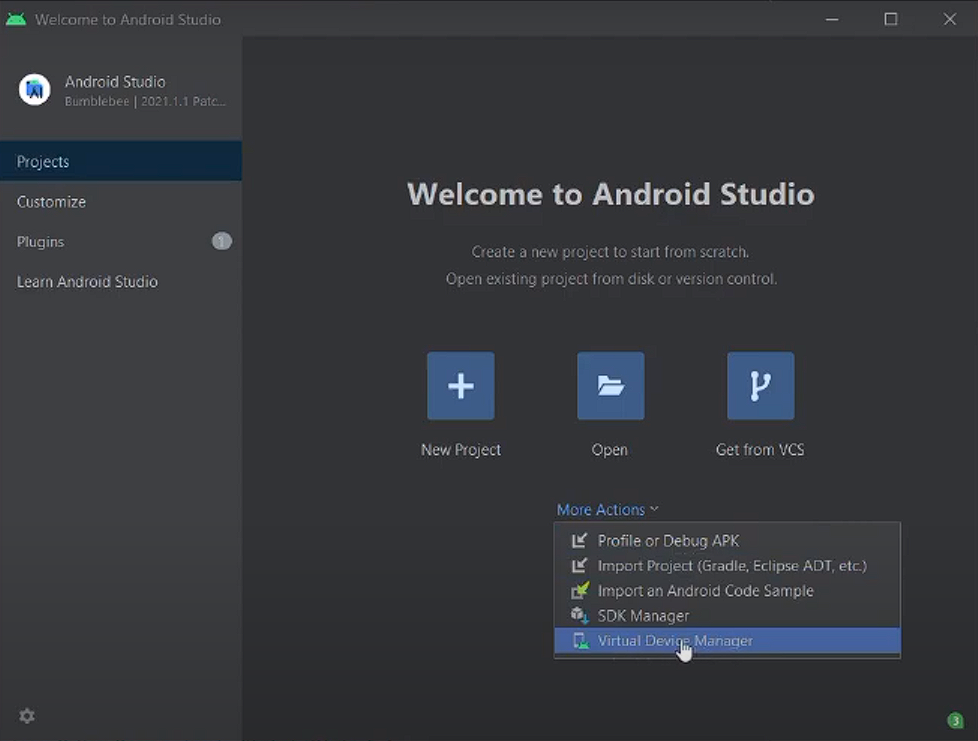 Welcome to Android Studio
Android Studio
Bumblebee | 2021.1.1 Patc...
Projects
Customize
Plugins
1
Learn Android Studio
Welcome to Android Studio
Create a new project to start from scratch.
Open existing project from disk or version control.
New Project
Open
Get from VCS
More Actions
Profile or Debug APK
Import Project (Gradle, Eclipse ADT, etc.)
Import an Android Code Sample
SDK Manager
Virtual Device Manager
3